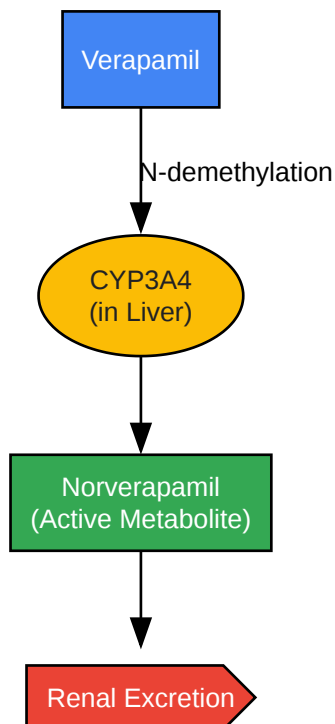 Verapamil
N-demethylation
CYP3A4
(in Liver)
Norverapamil
(Active Metabolite)
Renal Excretion